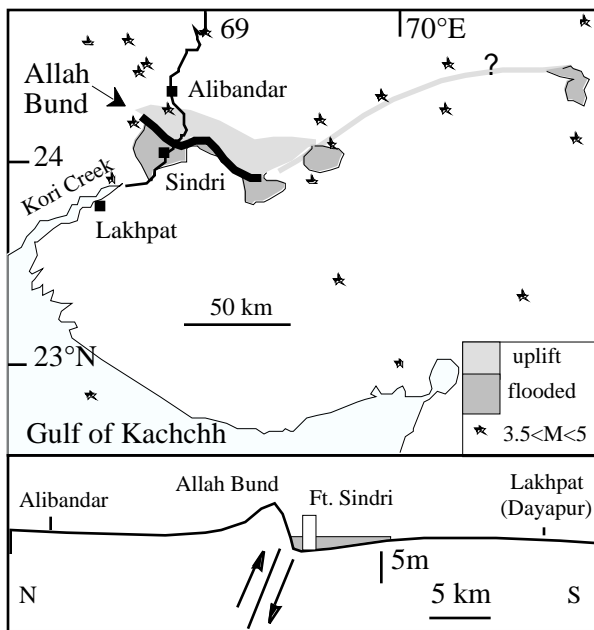 69
70°E
Allah
Bund
Alibandar
?
24
Kori Creek
Sindri
Lakhpat
50 km
23°N
uplift
flooded
3.5<M<5
Gulf of Kachchh
Alibandar
Allah Bund
Ft. Sindri
Lakhpat
(Dayapur)
5m
N
5 km
S